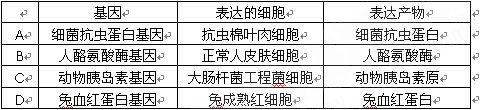 基因 表达的细胞 表达产物
A 细菌抗虫蛋白基因 抗虫棉叶肉细胞 细菌抗虫蛋白
B 人酪氨酸酶基因 正常人皮肤细胞 人酪氨酸酶
C 动物胰岛素基因 大肠杆菌工程菌细胞 动物胰岛素原
D 兔血红蛋白基因 兔成熟红细胞 兔血红蛋白